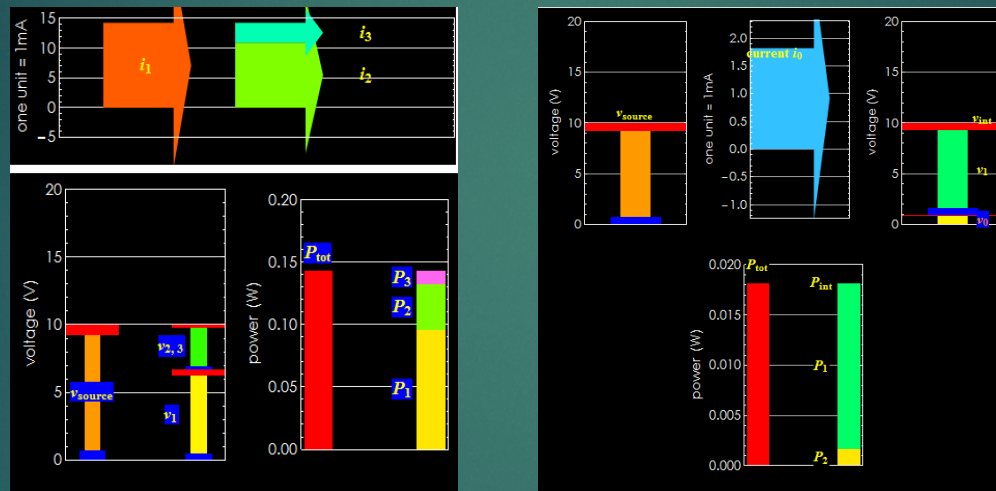 one unit = 1mA
15
10
5
0
−5
i1
i3
i2
voltage (V)
20
15
10
5
0
vsource
v2, 3
v1
power (W)
0.20
0.15
0.10
0.05
0.00
Ptot
P3
P2
P1
voltage (V)
20
15
10
5
0
vsource
one unit = 1mA
2.0
1.5
1.0
0.5
0.0
−0.5
−1.0
current i0
voltage (V)
20
15
10
5
0
vint
v1
v0
power (W)
0.020
0.015
0.010
0.005
0.000
Ptot
Pint
P1
P2